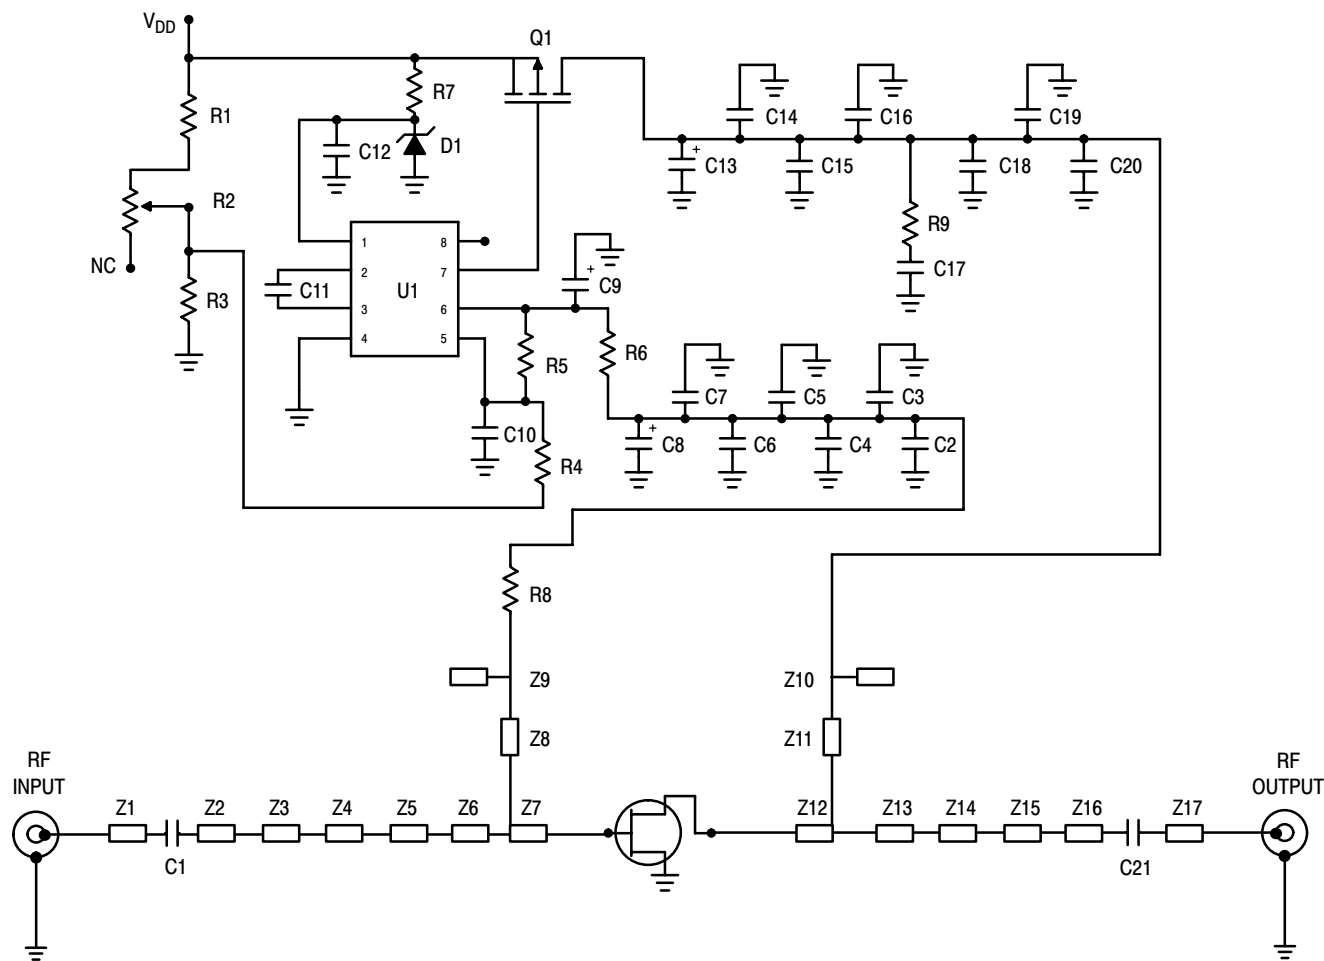 VDD
Q1
R1
R7
C14
C16
C19
C12
D1
C13
C15
C18
C20
R2
R9
NC
1
8
C17
R3
C11
2
7
U1
C9
3
6
4
5
R5
R6
C7
C5
C3
C10
C8
C6
C4
C2
R4
+
+
+
R8
Z9
Z10
Z8
Z11
RF
INPUT
RF
OUTPUT
Z1
Z2
Z3
Z4
Z5
Z6
Z7
Z12
Z13
Z14
Z15
Z16
Z17
C1
C21